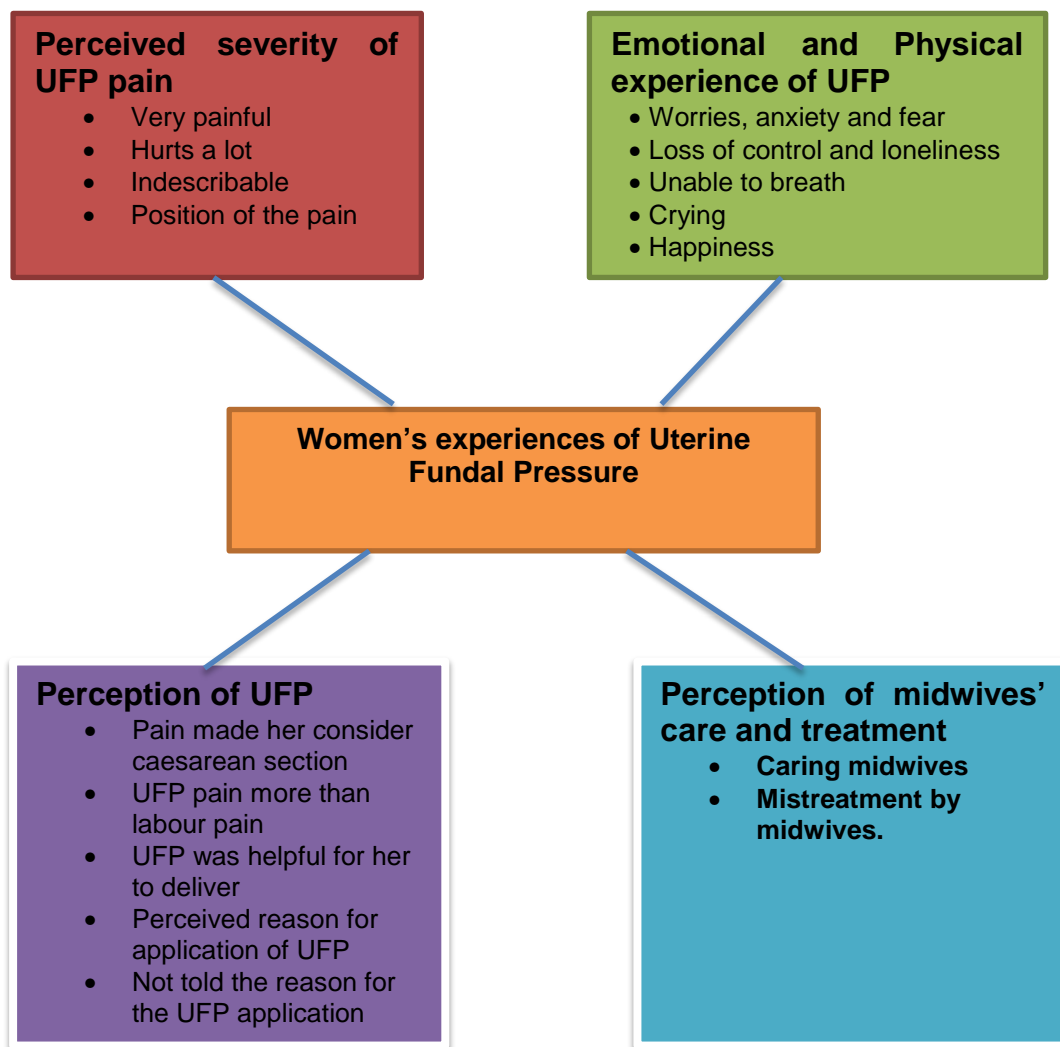 Perceived severity of
UFP pain
• Very painful
• Hurts a lot
• Indescribable
• Position of the pain
Emotional and Physical
experience of UFP
• Worries, anxiety and fear
• Loss of control and loneliness
• Unable to breath
• Crying
• Happiness
Women’s experiences of Uterine
Fundal Pressure
Perception of UFP
• Pain made her consider
caesarean section
• UFP pain more than
labour pain
• UFP was helpful for her
to deliver
• Perceived reason for
application of UFP
• Not told the reason for
the UFP application
Perception of midwives’
care and treatment
• Caring midwives
• Mistreatment by
midwives.